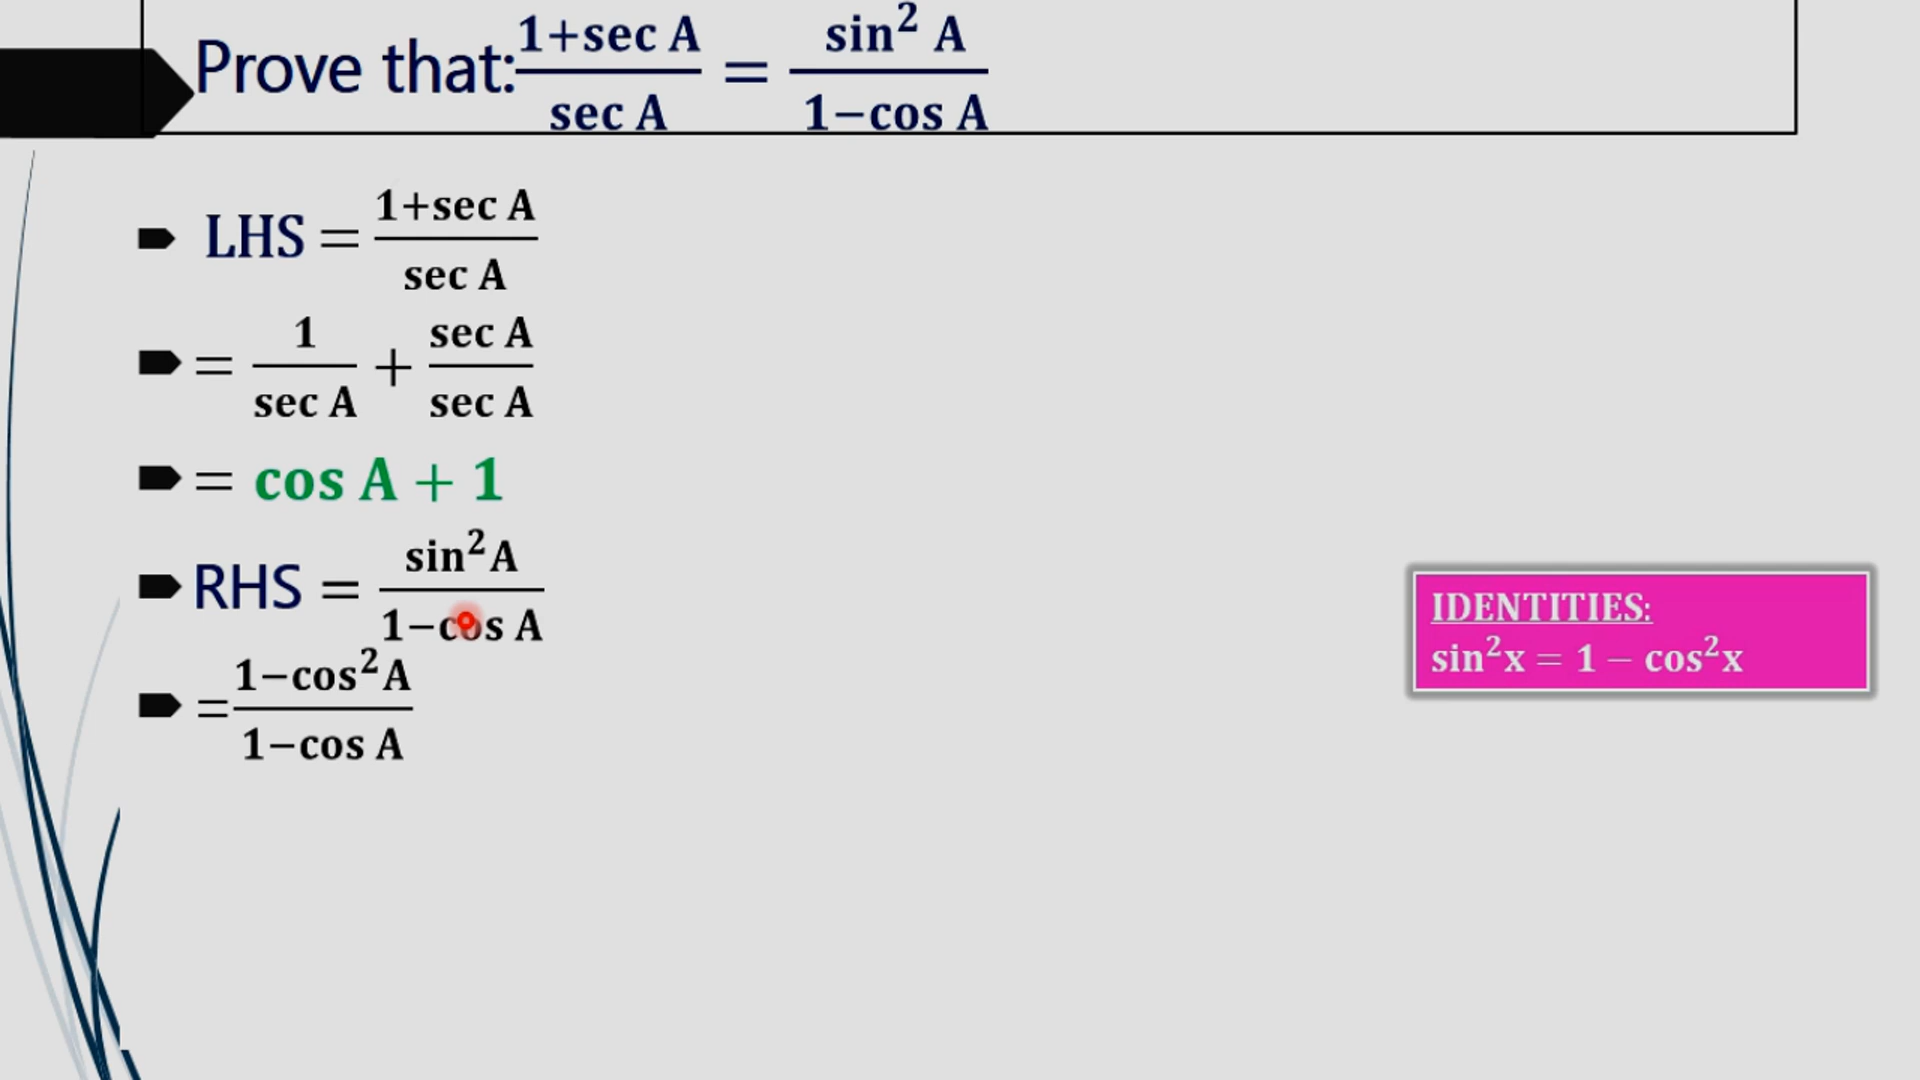 Prove that: (1+sec A)/(sec A) = (sin² A)/(1−cos A)
LHS = (1+sec A)/(sec A)
= 1/(sec A) + (sec A)/(sec A)
= cos A + 1
RHS = (sin²A)/(1−cos A)
= (1−cos²A)/(1−cos A)
IDENTITIES:
sin²x = 1 − cos²x